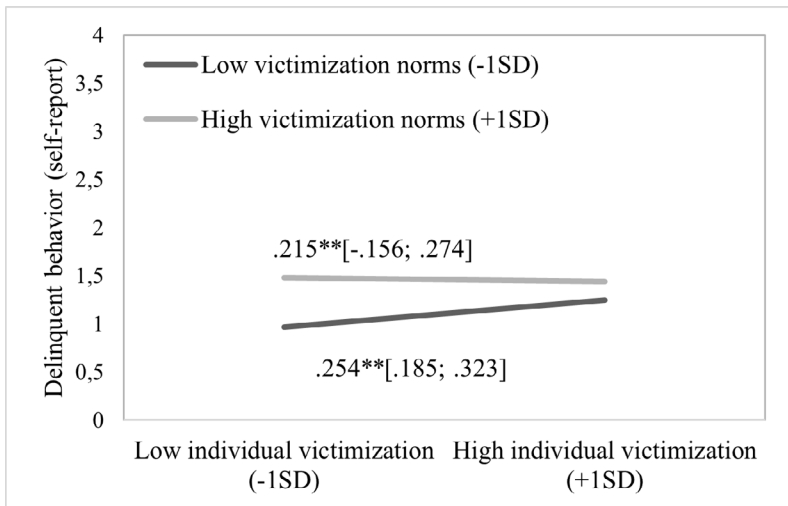 Delinquent behavior (self-report)
4
3,5
3
2,5
2
1,5
1
0,5
0
Low victimization norms (-1SD)
High victimization norms (+1SD)
.215**[-.156; .274]
.254**[.185; .323]
Low individual victimization
(-1SD)
High individual victimization
(+1SD)